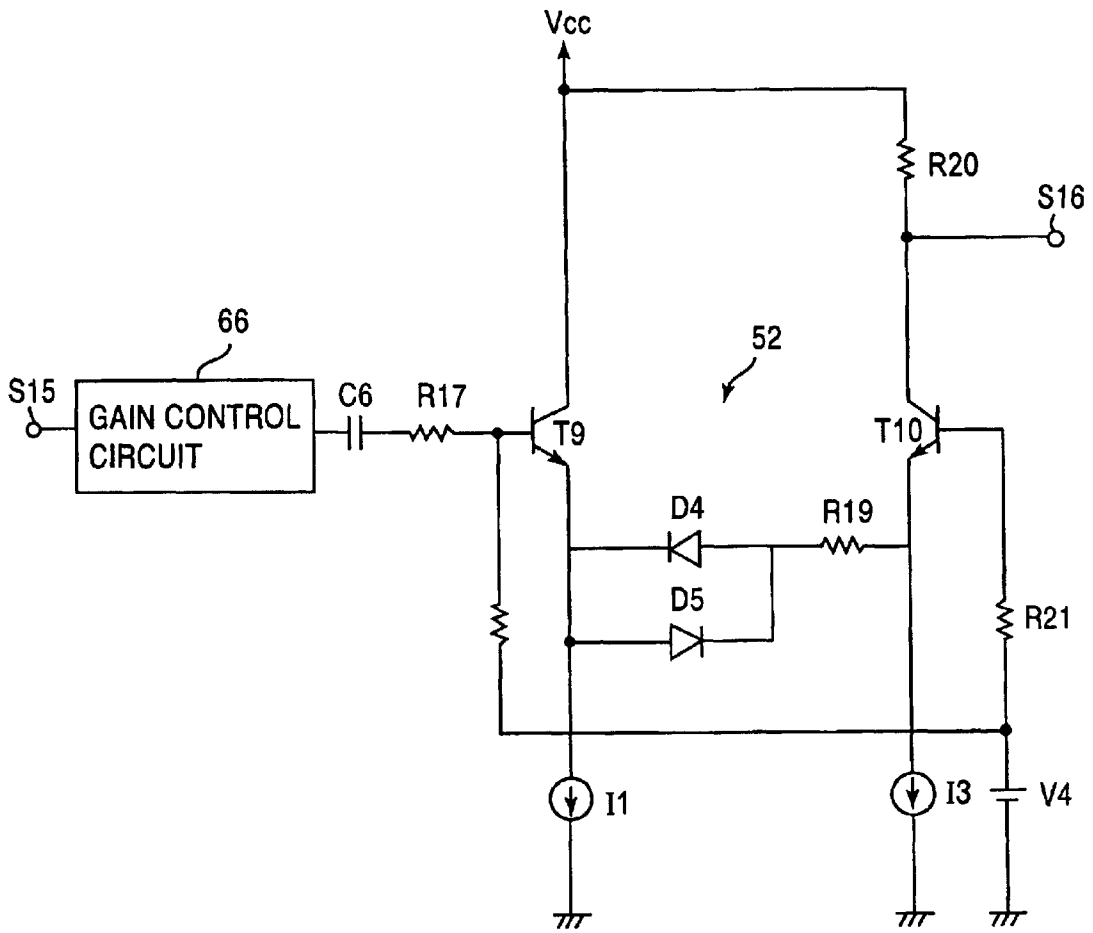 Vcc
R20
S16
66
52
S15
GAIN CONTROL
CIRCUIT
C6
R17
T9
T10
D4
R19
D5
R21
I1
I3
V4